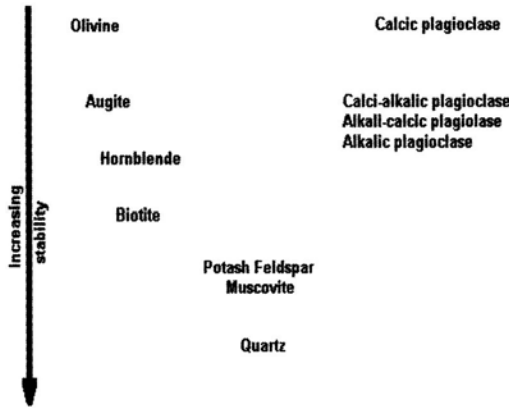 Olivine
Calcic plagioclase
Augite
Calci-alkalic plagioclase
Alkali-calcic plagiolase
Alkalic plagioclase
Hornblende
Biotite
Increasing
stability
Potash Feldspar
Muscovite
Quartz